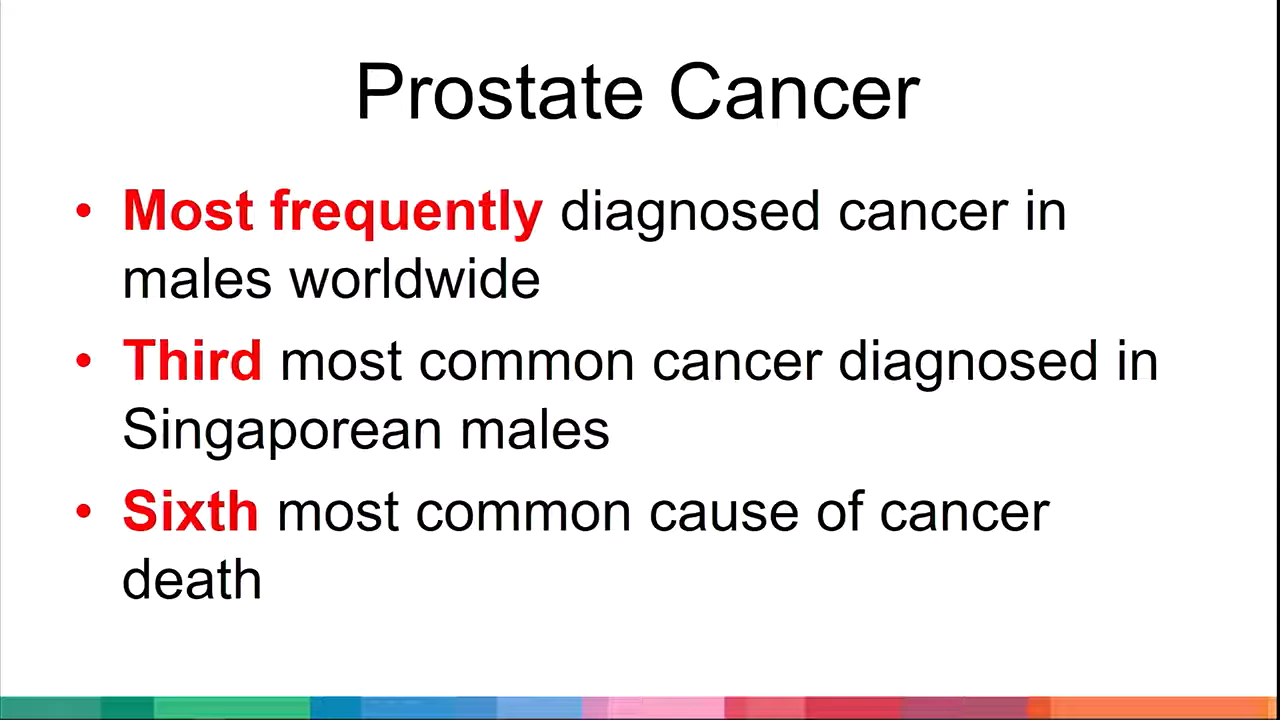 Prostate Cancer
• Most frequently diagnosed cancer in
males worldwide
• Third most common cancer diagnosed in
Singaporean males
• Sixth most common cause of cancer
death